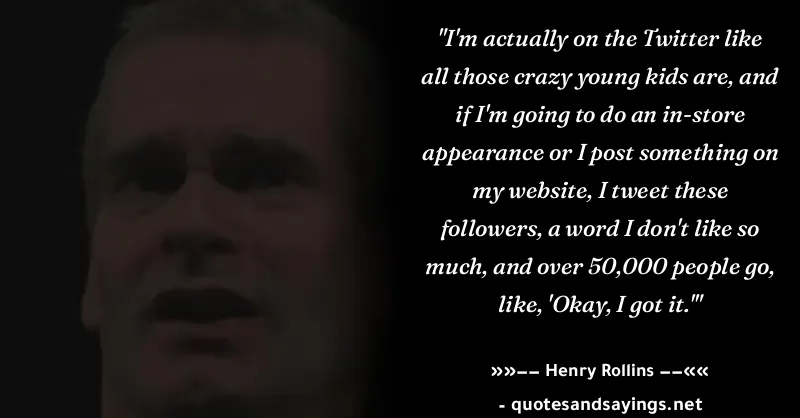 "I'm actually on the Twitter like
all those crazy young kids are, and
if I'm going to do an in-store
appearance or I post something on
my website, I tweet these
followers, a word I don't like so
much, and over 50,000 people go,
like, 'Okay, I got it.'"
»»−− Henry Rollins −−««
- quotesandsayings.net